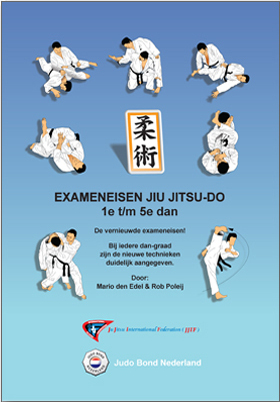 柔術
EXAMENEISEN JIU JITSU-DO
1e t/m 5e dan
De vernieuwde exameneisen!
Bij iedere dan-graad
zijn de nieuwe technieken
duidelijk aangegeven.
Door:
Mario den Edel & Rob Poleij
Ju Jitsu International Federation ( JJIF )
Judo Bond Nederland